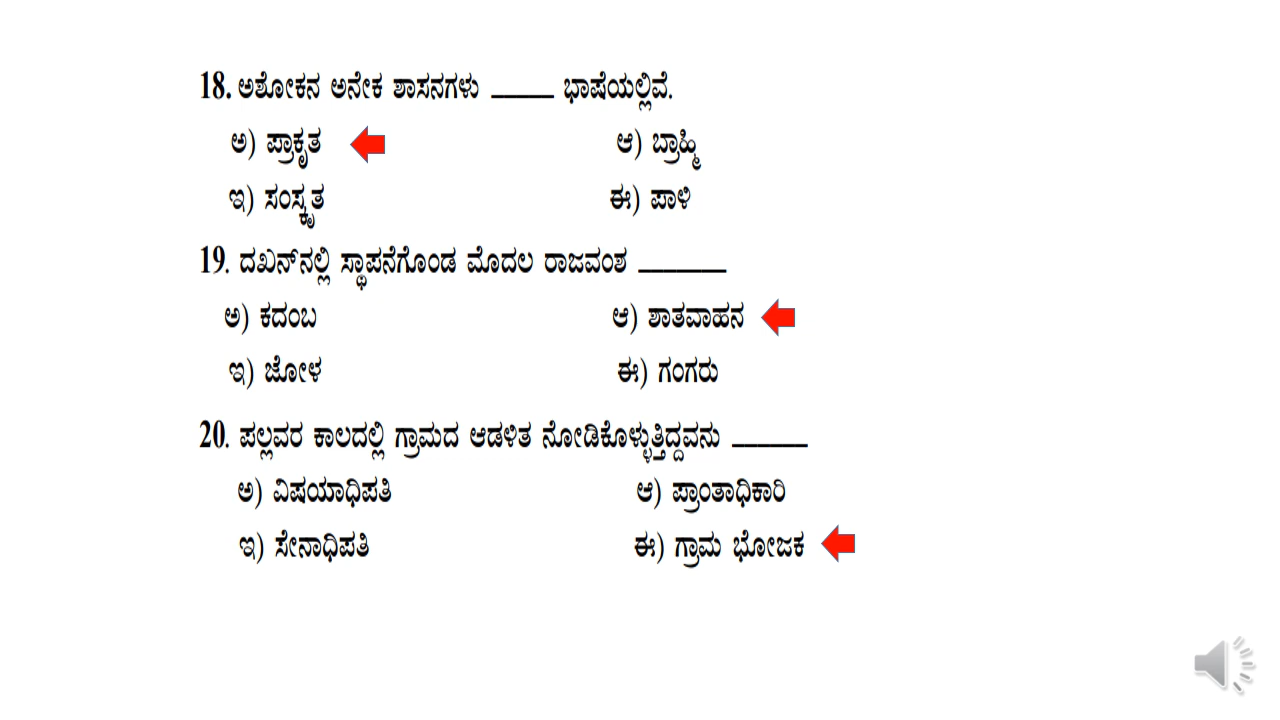 18. ಅಶೋಕನ ಅನೇಕ ಶಾಸನಗಳು _____ ಭಾಷೆಯಲ್ಲಿವೆ.
ಅ) ಪ್ರಾಕೃತ ಆ) ಬ್ರಾಹ್ಮಿ
ಇ) ಸಂಸ್ಕೃತ ಈ) ಪಾಳಿ
19. ದಖನ್‌ನಲ್ಲಿ ಸ್ಥಾಪನೆಗೊಂಡ ಮೊದಲ ರಾಜವಂಶ _______
ಅ) ಕದಂಬ ಆ) ಶಾತವಾಹನ
ಇ) ಜೋಳ ಈ) ಗಂಗರು
20. ಪಲ್ಲವರ ಕಾಲದಲ್ಲಿ ಗ್ರಾಮದ ಆಡಳಿತ ನೋಡಿಕೊಳ್ಳುತ್ತಿದ್ದವನು ______
ಅ) ವಿಷಯಾಧಿಪತಿ ಆ) ಪ್ರಾಂತಾಧಿಕಾರಿ
ಇ) ಸೇನಾಧಿಪತಿ ಈ) ಗ್ರಾಮ ಭೋಜಕ